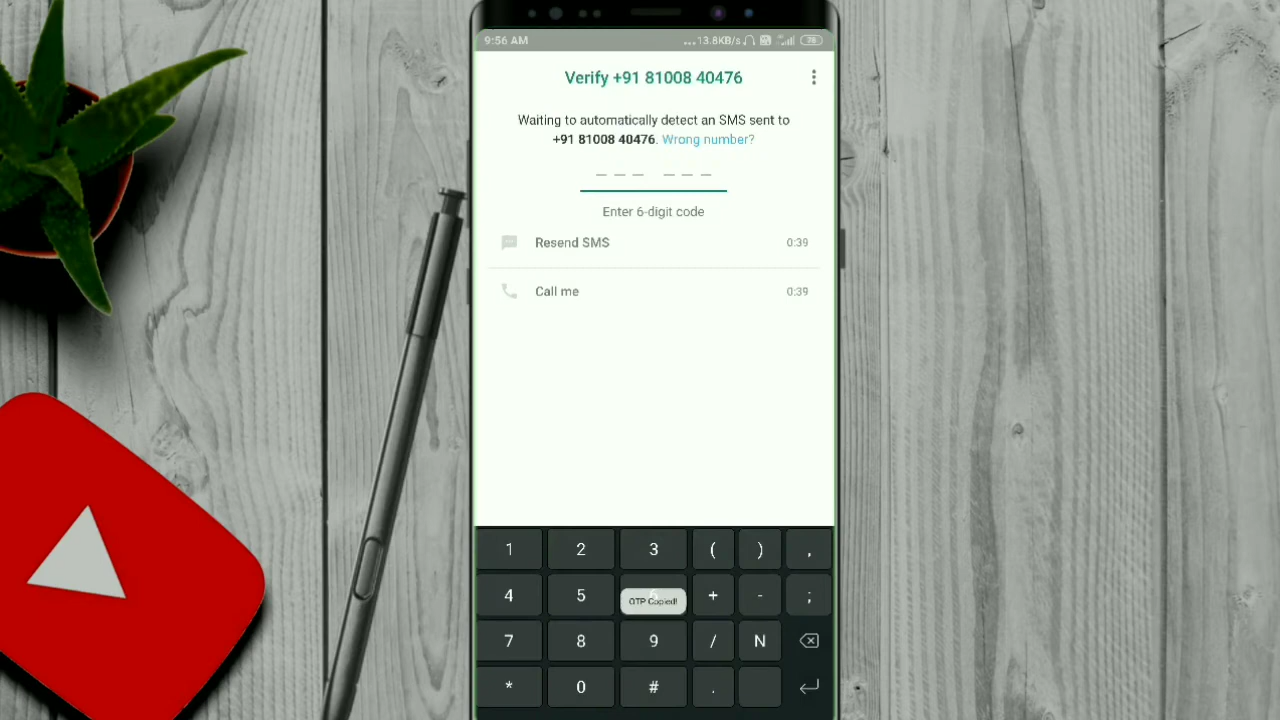 9:56 AM
...13.8KB/s
Verify +91 81008 40476
Waiting to automatically detect an SMS sent to
+91 81008 40476. Wrong number?
Enter 6-digit code
Resend SMS 0:39
Call me 0:39
1 2 3 ( ) ,
4 5 6 + - ;
OTP Copied!
7 8 9 / N
* 0 # .